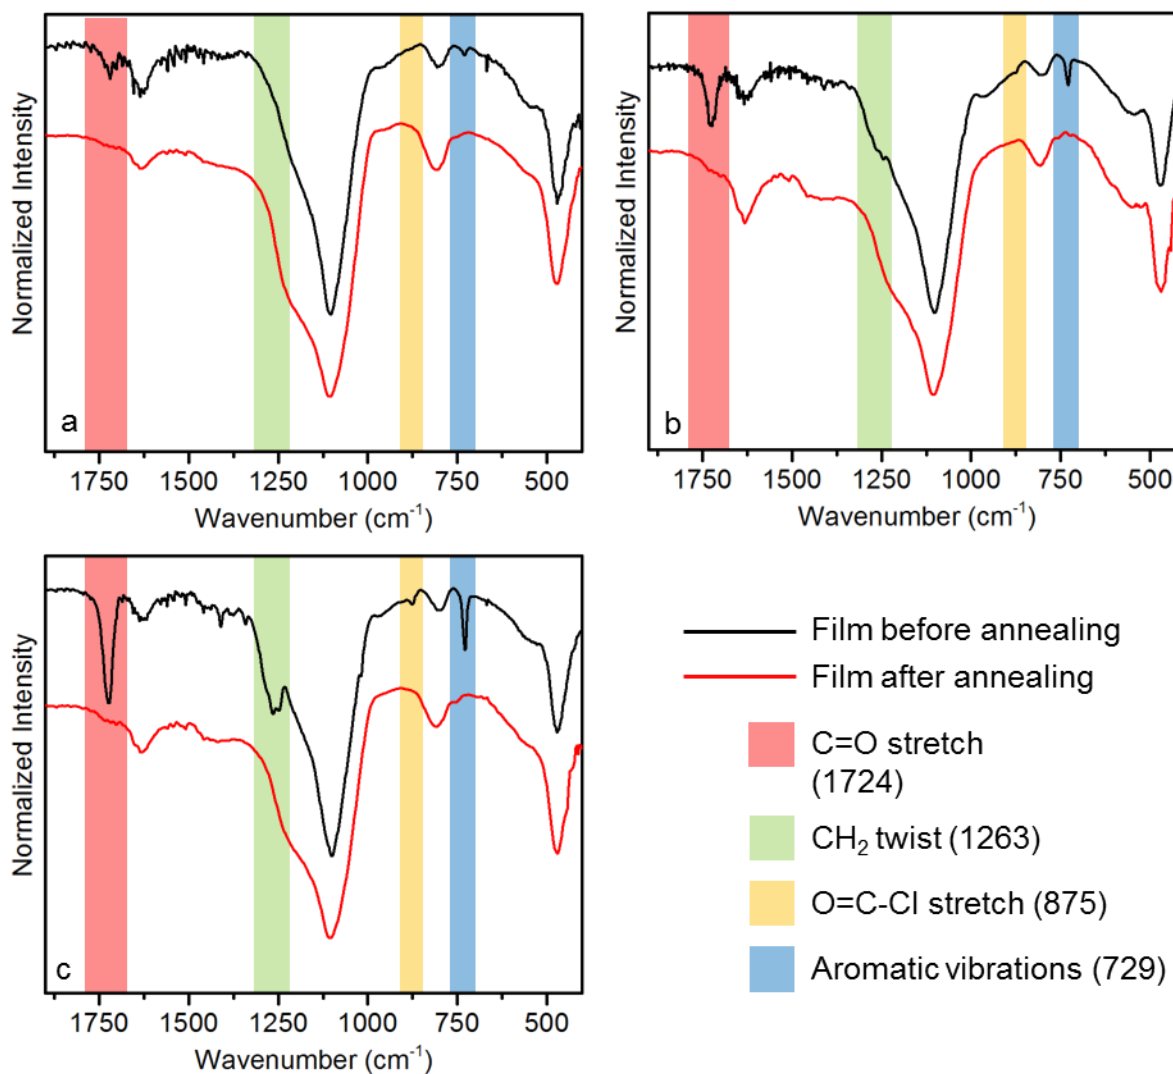 Normalized Intensity
a
1750 1500 1250 1000 750 500
Wavenumber (cm⁻¹)
Normalized Intensity
b
1750 1500 1250 1000 750 500
Wavenumber (cm⁻¹)
Normalized Intensity
c
1750 1500 1250 1000 750 500
Wavenumber (cm⁻¹)
Film before annealing
Film after annealing
C=O stretch
(1724)
CH₂ twist (1263)
O=C-Cl stretch (875)
Aromatic vibrations (729)